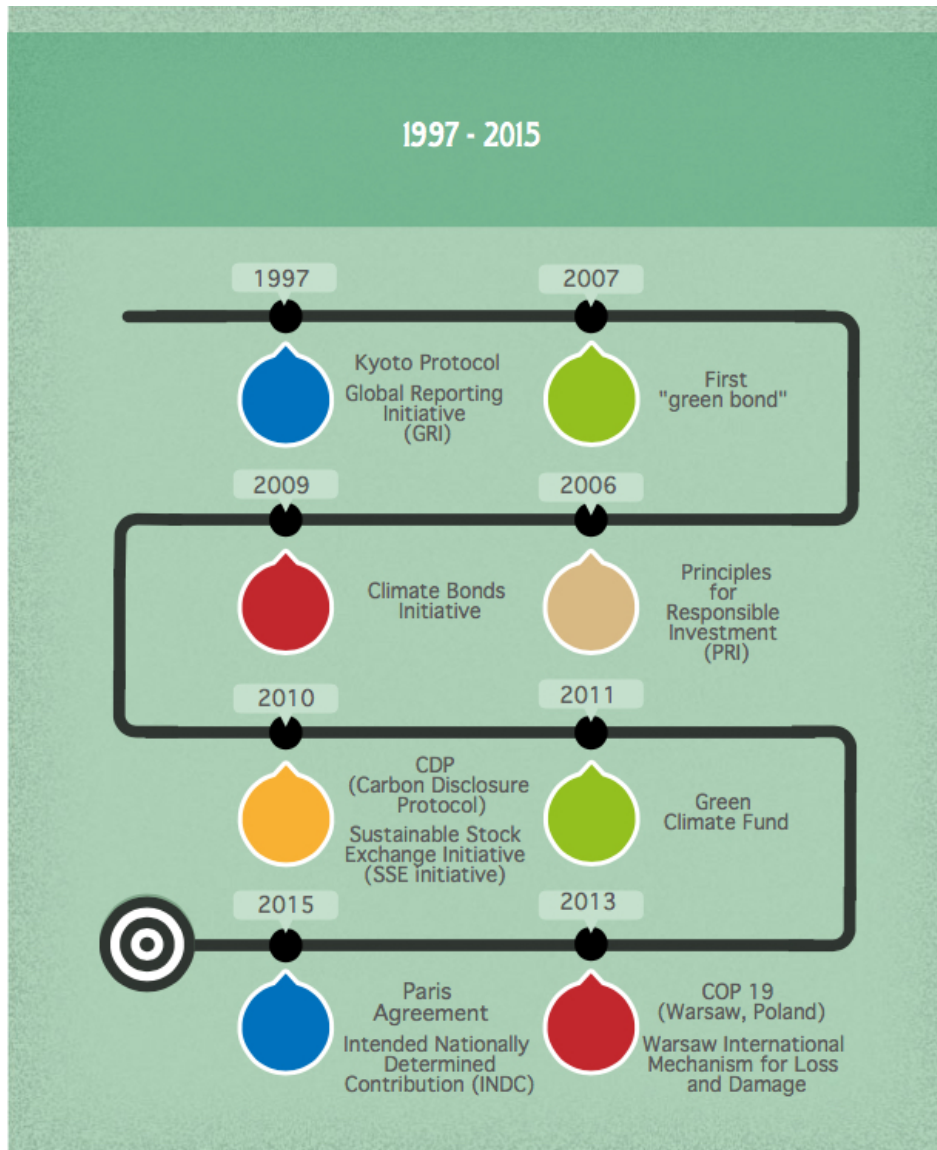 1997 - 2015
1997
Kyoto Protocol
Global Reporting
Initiative
(GRI)
2007
First
"green bond"
2006
Principles
for
Responsible
Investment
(PRI)
2009
Climate Bonds
Initiative
2010
CDP
(Carbon Disclosure
Protocol)
Sustainable Stock
Exchange Initiative
(SSE initiative)
2011
Green
Climate Fund
2013
COP 19
(Warsaw, Poland)
Warsaw International
Mechanism for Loss
and Damage
2015
Paris
Agreement
Intended Nationally
Determined
Contribution (INDC)